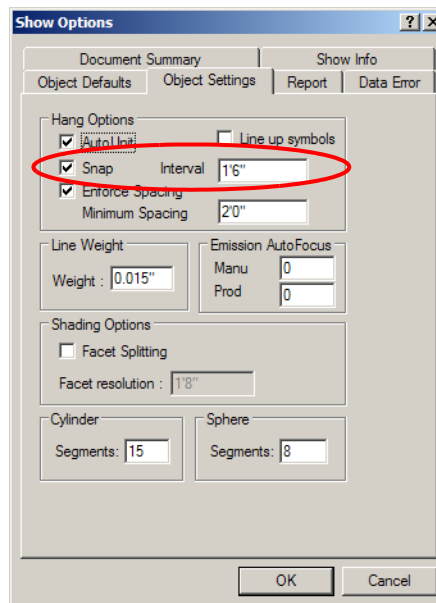 Show Options
Document Summary Show Info
Object Defaults Object Settings Report Data Error
Hang Options
AutoUnit Line up symbols
Snap Interval 1'6"
Enforce Spacing
Minimum Spacing 2'0"
Line Weight Emission AutoFocus
Weight : 0.015" Manu 0
Prod 0
Shading Options
Facet Splitting
Facet resolution : 1'8"
Cylinder Sphere
Segments: 15 Segments: 8
OK Cancel